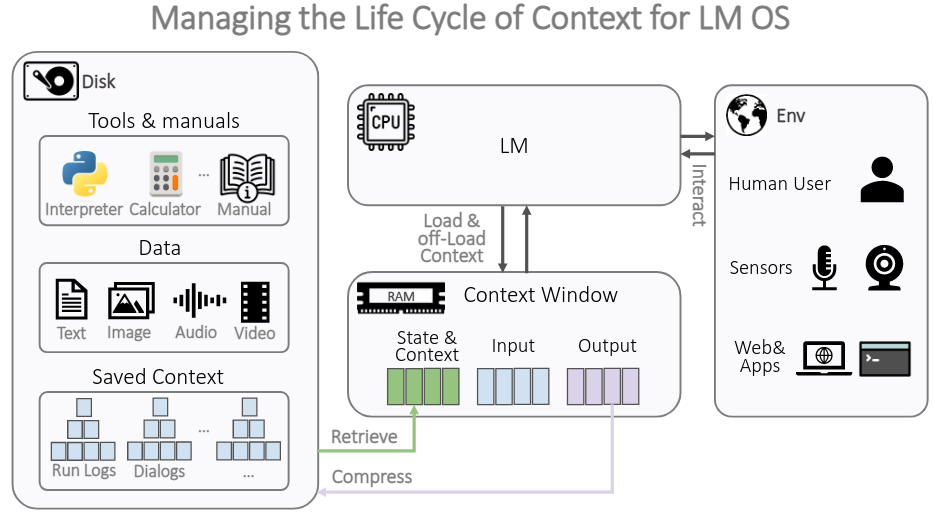 Managing the Life Cycle of Context for LM OS
Disk
Tools & manuals
Interpreter Calculator ... Manual
Data
Text Image Audio Video
Saved Context
...
Run Logs Dialogs ...
CPU
LM
Load &
off-Load
Context
RAM
Context Window
State &
Context
Input
Output
Retrieve
Compress
Interact
Env
Human User
Sensors
Web&
Apps
>_